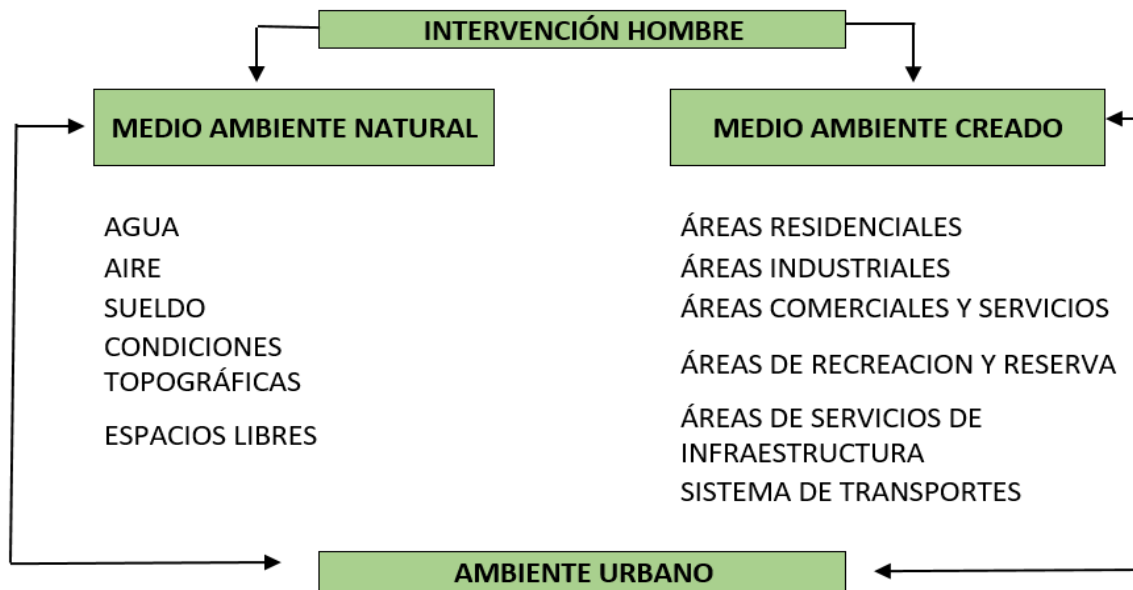 INTERVENCIÓN HOMBRE
MEDIO AMBIENTE NATURAL
AGUA
AIRE
SUELDO
CONDICIONES
TOPOGRÁFICAS
ESPACIOS LIBRES
MEDIO AMBIENTE CREADO
ÁREAS RESIDENCIALES
ÁREAS INDUSTRIALES
ÁREAS COMERCIALES Y SERVICIOS
ÁREAS DE RECREACION Y RESERVA
ÁREAS DE SERVICIOS DE
INFRAESTRUCTURA
SISTEMA DE TRANSPORTES
AMBIENTE URBANO